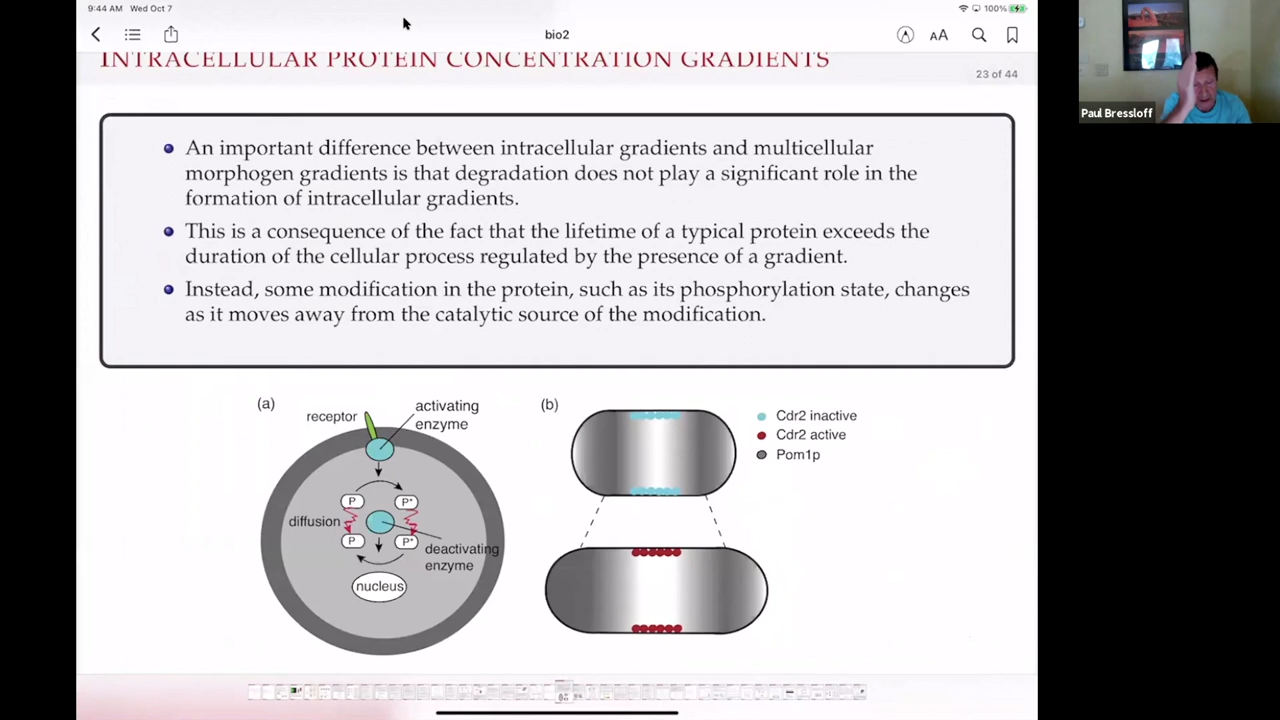 9:44 AM Wed Oct 7
100%
bio2
AA
INTRACELLULAR PROTEIN CONCENTRATION GRADIENTS
23 of 44
Paul Bressloff
An important difference between intracellular gradients and multicellular
morphogen gradients is that degradation does not play a significant role in the
formation of intracellular gradients.
This is a consequence of the fact that the lifetime of a typical protein exceeds the
duration of the cellular process regulated by the presence of a gradient.
Instead, some modification in the protein, such as its phosphorylation state, changes
as it moves away from the catalytic source of the modification.
(a)
receptor
activating
enzyme
P
P*
diffusion
P
P*
deactivating
enzyme
nucleus
(b)
Cdr2 inactive
Cdr2 active
Pom1p